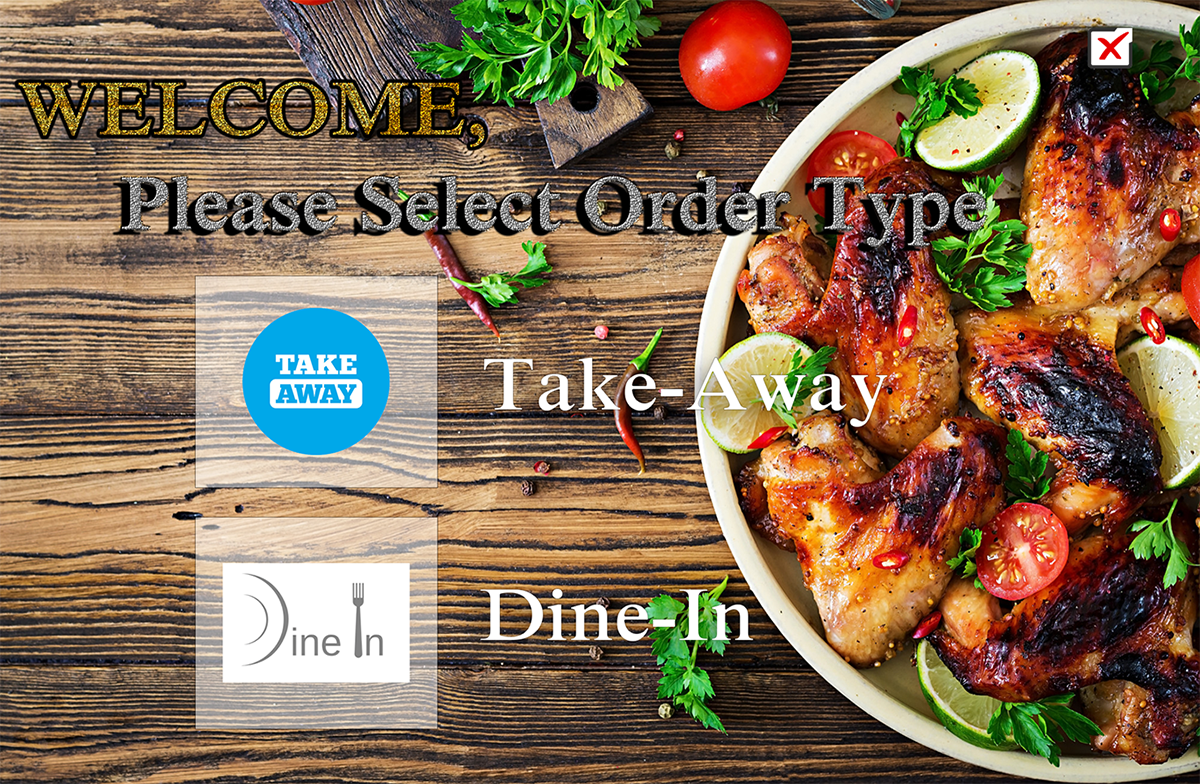 WELCOME,
Please Select Order Type
TAKE
AWAY
Take-Away
Dine In
Dine-In